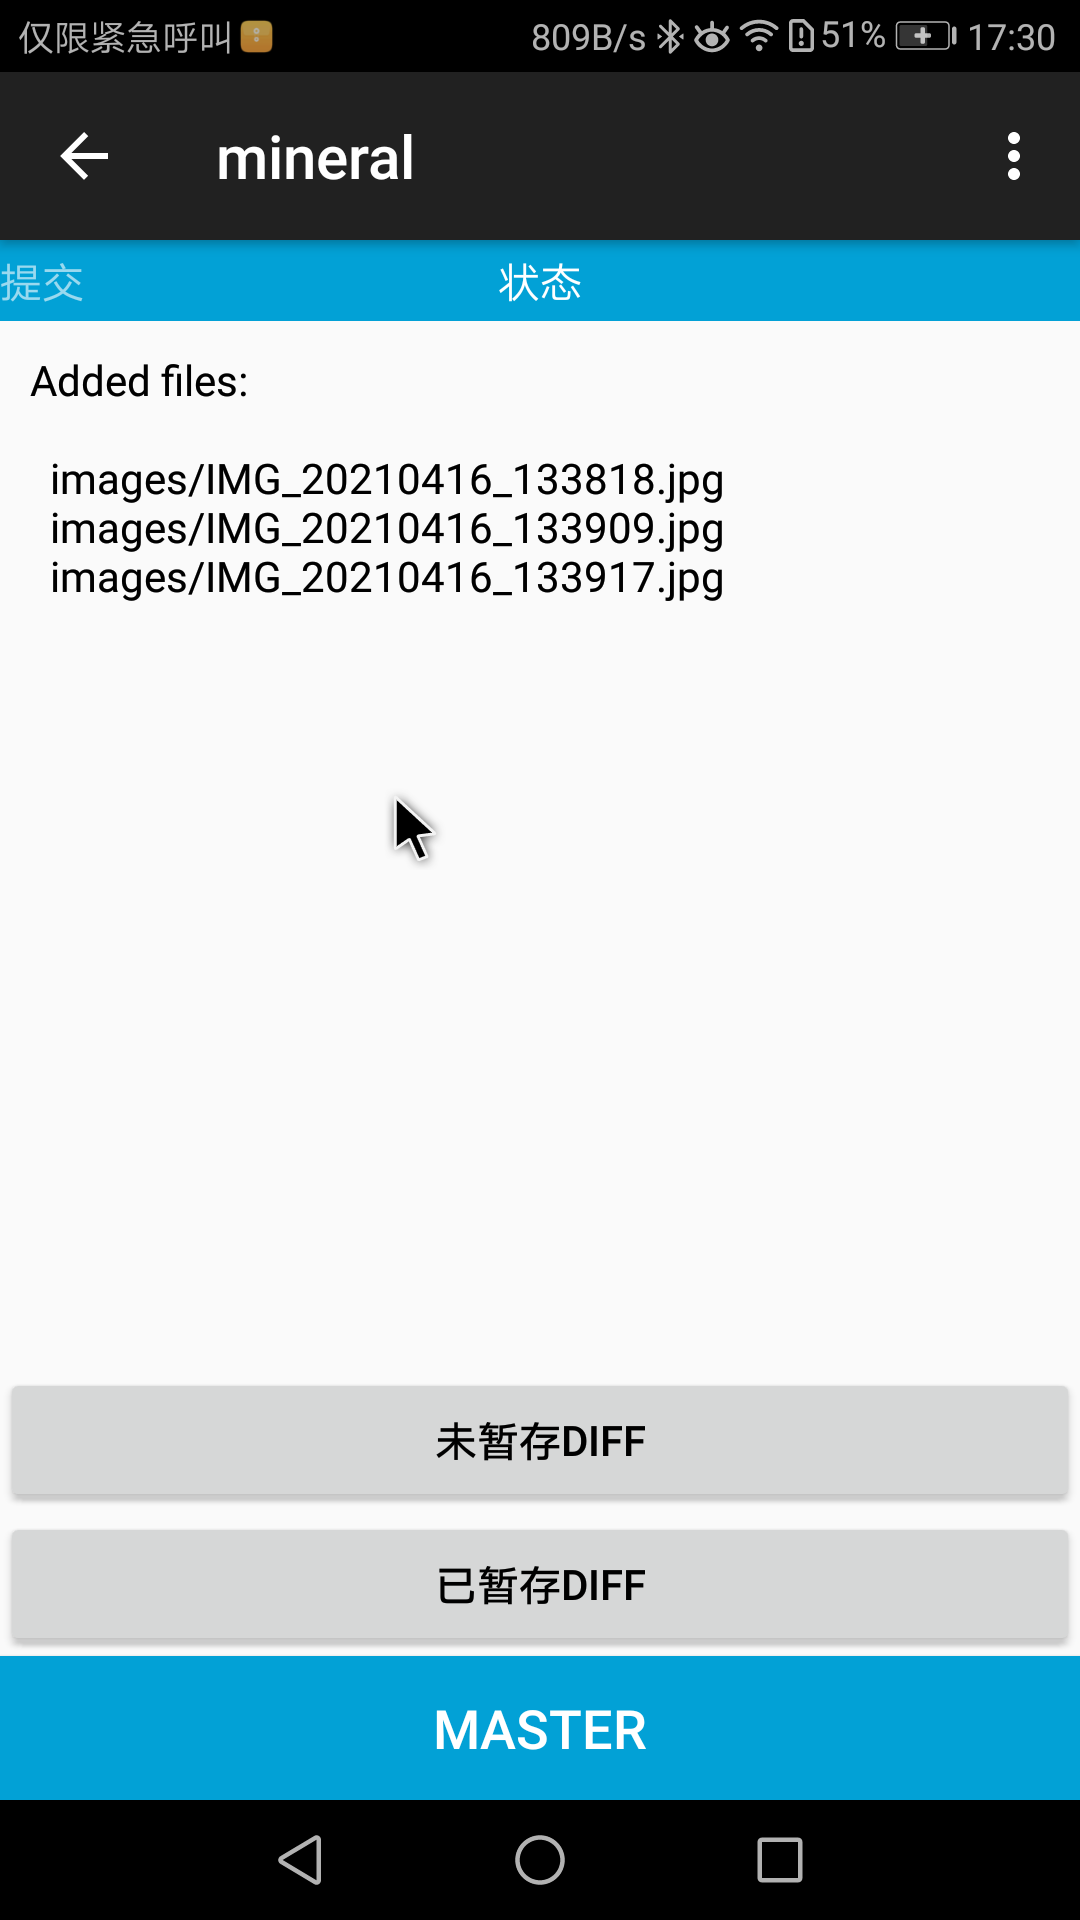 仅限紧急呼叫
809B/s 51% 17:30
mineral
提交 状态
Added files:
images/IMG_20210416_133818.jpg
images/IMG_20210416_133909.jpg
images/IMG_20210416_133917.jpg
未暂存DIFF
已暂存DIFF
MASTER